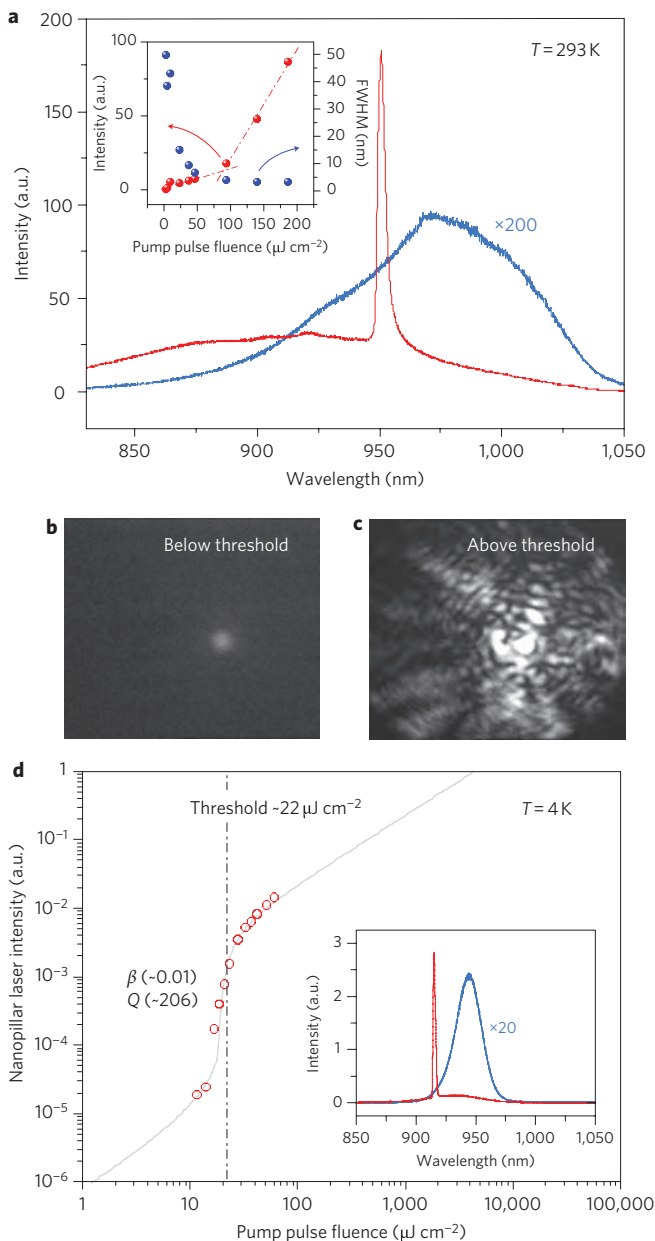 a
200
150
100
50
0
Intensity (a.u.)
T = 293 K
×200
850 900 950 1,000 1,050
Wavelength (nm)
100
50
0
Intensity (a.u.)
50
40
30
20
10
0
FWHM (nm)
0 50 100 150 200
Pump pulse fluence (μJ cm⁻²)
b
Below threshold
c
Above threshold
d
1
10⁻¹
10⁻²
10⁻³
10⁻⁴
10⁻⁵
10⁻⁶
Nanopillar laser intensity (a.u.)
Threshold ~22 μJ cm⁻²
T = 4 K
β (~0.01)
Q (~206)
1 10 100 1,000 10,000 100,000
Pump pulse fluence (μJ cm⁻²)
3
2
1
0
Intensity (a.u.)
×20
850 900 950 1,000 1,050
Wavelength (nm)